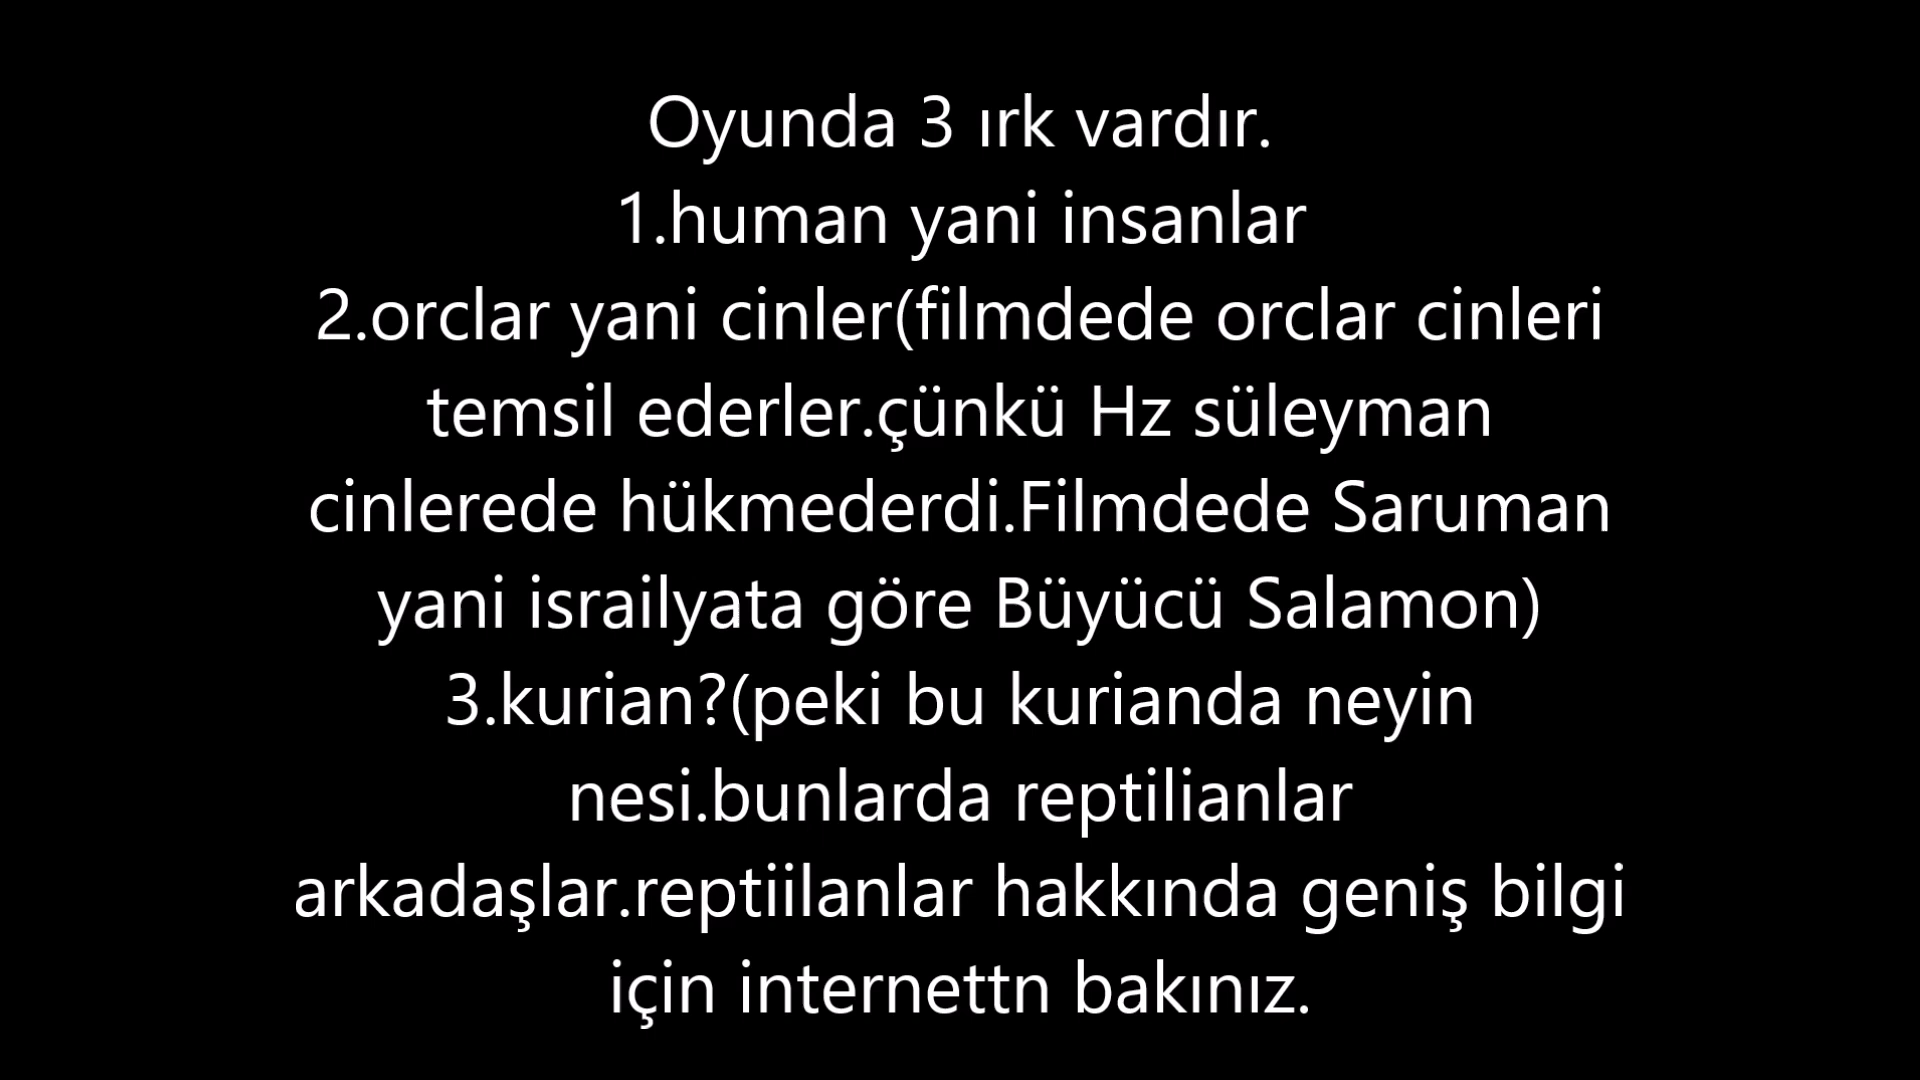 Oyunda 3 ırk vardır.
1.human yani insanlar
2.orclar yani cinler(filmdede orclar cinleri
temsil ederler.çünkü Hz süleyman
cinlerede hükmederdi.Filmdede Saruman
yani israilyata göre Büyücü Salamon)
3.kurian?(peki bu kurianda neyin
nesi.bunlarda reptilianlar
arkadaşlar.reptiilanlar hakkında geniş bilgi
için internettn bakınız.